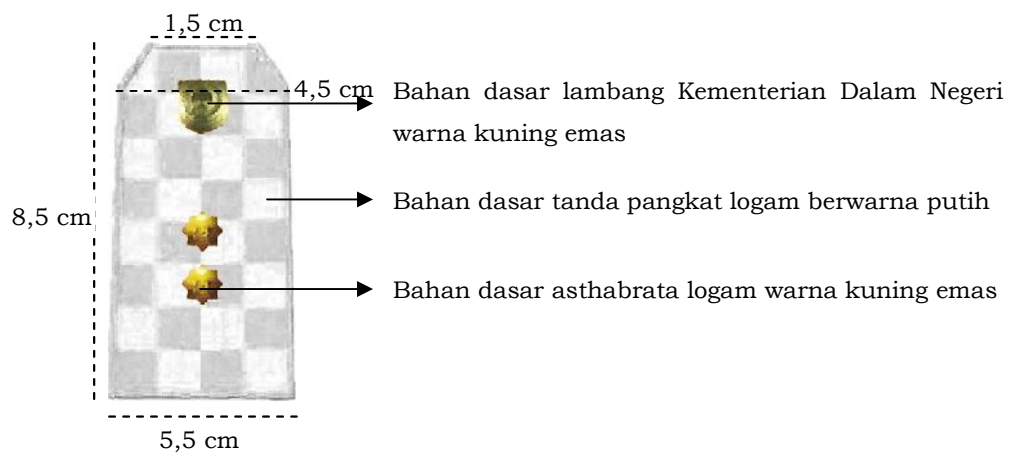 1,5 cm
4,5 cm
Bahan dasar lambang Kementerian Dalam Negeri
warna kuning emas
Bahan dasar tanda pangkat logam berwarna putih
8,5 cm
Bahan dasar asthabrata logam warna kuning emas
5,5 cm